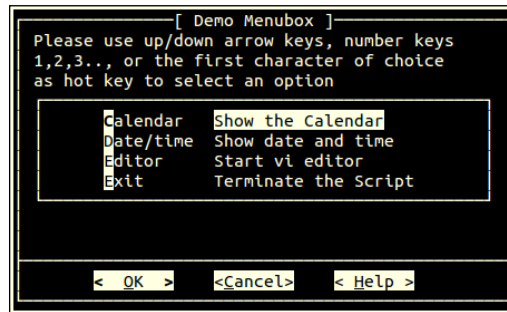 [ Demo Menubox ]
Please use up/down arrow keys, number keys
1,2,3.., or the first character of choice
as hot key to select an option
Calendar Show the Calendar
Date/time Show date and time
Editor Start vi editor
Exit Terminate the Script
< OK > <Cancel> < Help >